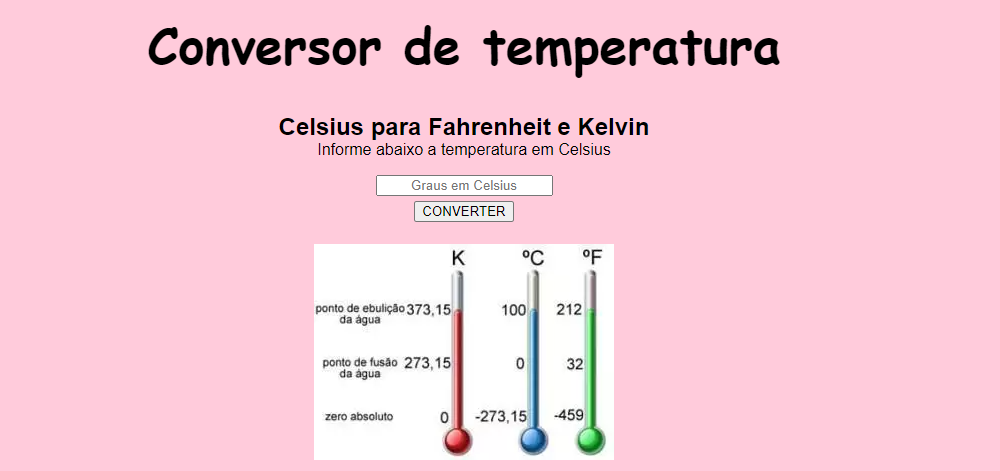 Conversor de temperatura
Celsius para Fahrenheit e Kelvin
Informe abaixo a temperatura em Celsius
Graus em Celsius
CONVERTER
K ºC ºF
ponto de ebulição da água 373,15 100 212
ponto de fusão da água 273,15 0 32
zero absoluto 0 -273,15 -459